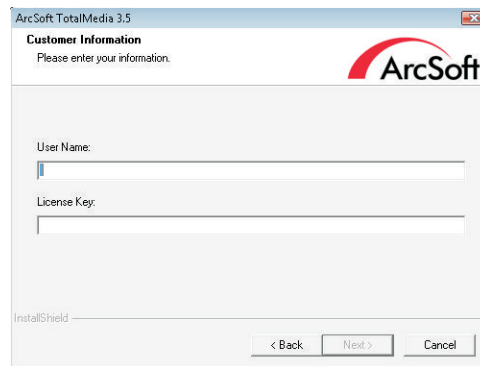 ArcSoft TotalMedia 3.5
Customer Information
Please enter your information.
ArcSoft
User Name:
License Key:
InstallShield
< Back
Next >
Cancel